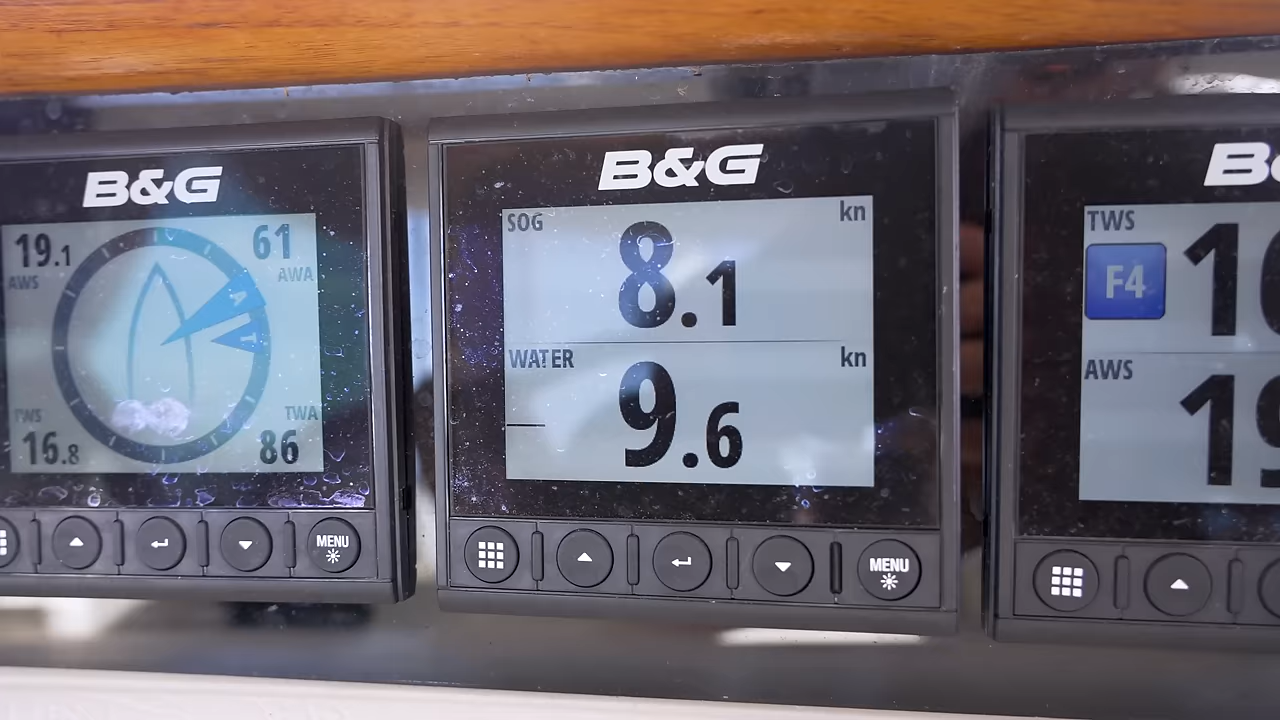 B&G
19.1
AWS
61
AWA
A
T
TWS
16.8
TWA
86
MENU
B&G
SOG
kn
8.1
WATER
kn
9.6
MENU
TWS
F4
AWS